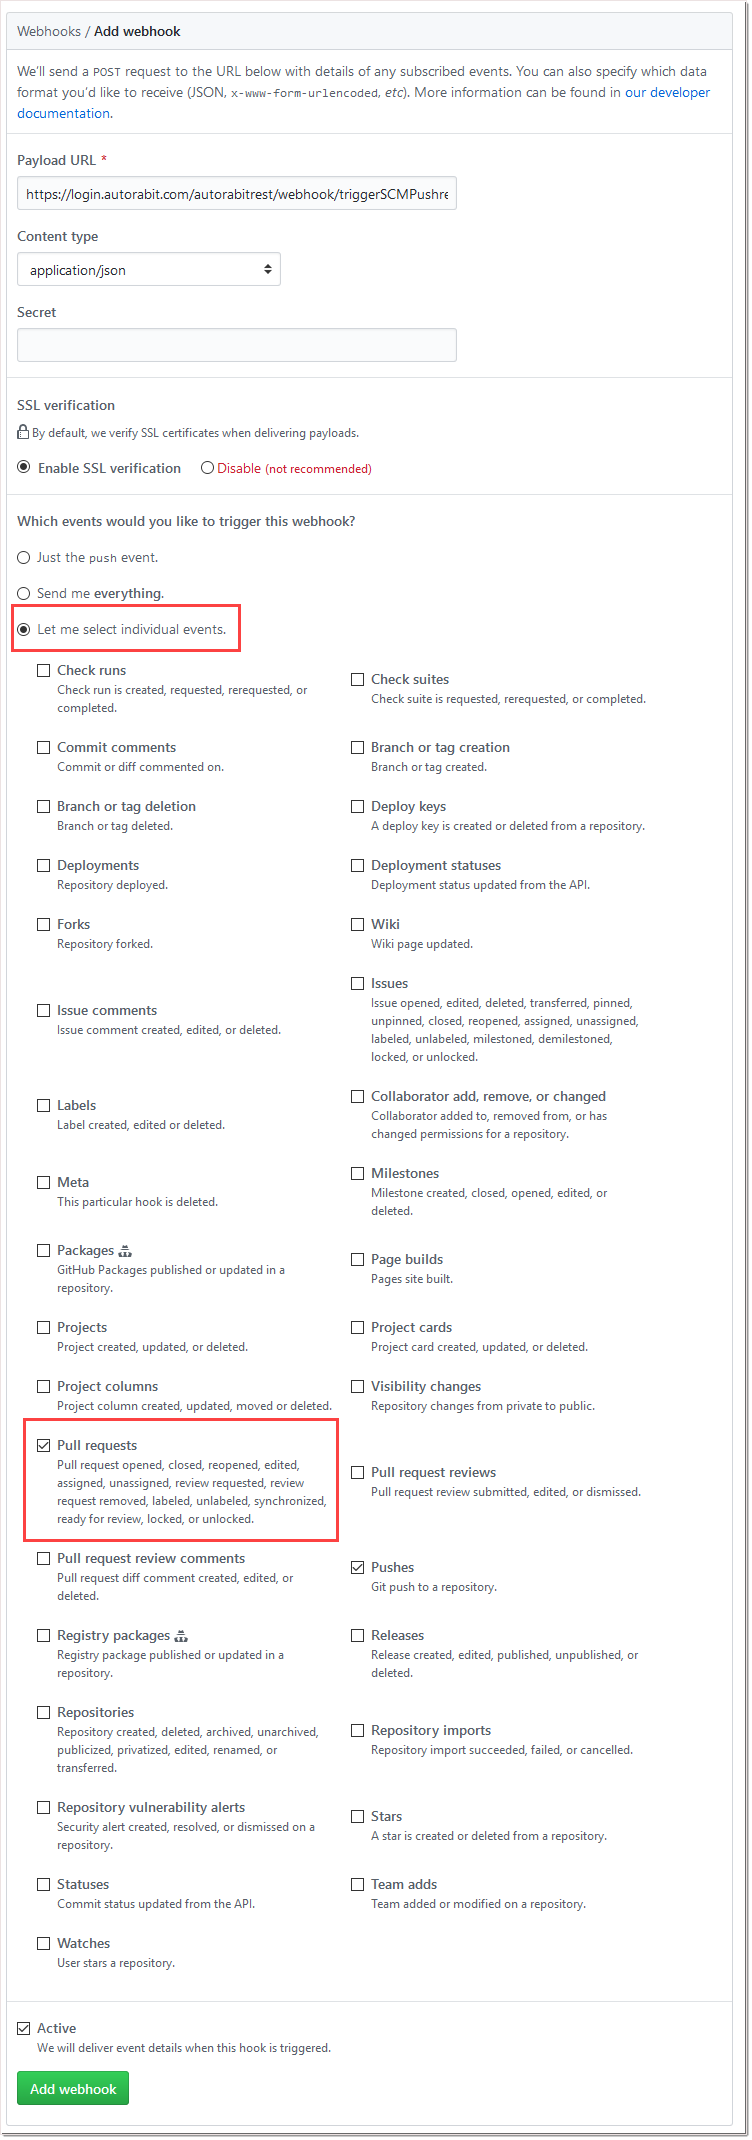 Webhooks / Add webhook
We'll send a POST request to the URL below with details of any subscribed events. You can also specify which data
format you'd like to receive (JSON, x-www-form-urlencoded, etc). More information can be found in our developer
documentation.
Payload URL *
https://login.autorabit.com/autorabitrest/webhook/triggerSCMPushre
Content type
application/json
Secret
SSL verification
By default, we verify SSL certificates when delivering payloads.
Enable SSL verification Disable (not recommended)
Which events would you like to trigger this webhook?
Just the push event.
Send me everything.
Let me select individual events.
Check runs
Check run is created, requested, rerequested, or
completed.
Check suites
Check suite is requested, rerequested, or completed.
Commit comments
Commit or diff commented on.
Branch or tag creation
Branch or tag created.
Branch or tag deletion
Branch or tag deleted.
Deploy keys
A deploy key is created or deleted from a repository.
Deployments
Repository deployed.
Deployment statuses
Deployment status updated from the API.
Forks
Repository forked.
Wiki
Wiki page updated.
Issue comments
Issue comment created, edited, or deleted.
Issues
Issue opened, edited, deleted, transferred, pinned,
unpinned, closed, reopened, assigned, unassigned,
labeled, unlabeled, milestoned, demilestoned,
locked, or unlocked.
Labels
Label created, edited or deleted.
Collaborator add, remove, or changed
Collaborator added to, removed from, or has
changed permissions for a repository.
Meta
This particular hook is deleted.
Milestones
Milestone created, closed, opened, edited, or
deleted.
Packages
GitHub Packages published or updated in a
repository.
Page builds
Pages site built.
Projects
Project created, updated, or deleted.
Project cards
Project card created, updated, or deleted.
Project columns
Project column created, updated, moved or deleted.
Visibility changes
Repository changes from private to public.
Pull requests
Pull request opened, closed, reopened, edited,
assigned, unassigned, review requested, review
request removed, labeled, unlabeled, synchronized,
ready for review, locked, or unlocked.
Pull request reviews
Pull request review submitted, edited, or dismissed.
Pull request review comments
Pull request diff comment created, edited, or
deleted.
Pushes
Git push to a repository.
Registry packages
Registry package published or updated in a
repository.
Releases
Release created, edited, published, unpublished, or
deleted.
Repositories
Repository created, deleted, archived, unarchived,
publicized, privatized, edited, renamed, or
transferred.
Repository imports
Repository import succeeded, failed, or cancelled.
Repository vulnerability alerts
Security alert created, resolved, or dismissed on a
repository.
Stars
A star is created or deleted from a repository.
Statuses
Commit status updated from the API.
Team adds
Team added or modified on a repository.
Watches
User stars a repository.
Active
We will deliver event details when this hook is triggered.
Add webhook